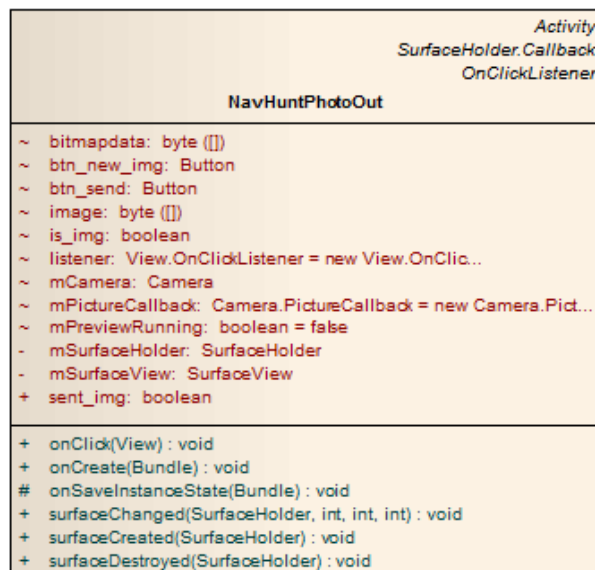 Activity
SurfaceHolder.Callback
OnClickListener
NavHuntPhotoOut
~ bitmapdata: byte ([])
~ btn_new_img: Button
~ btn_send: Button
~ image: byte ([])
~ is_img: boolean
~ listener: View.OnClickListener = new View.OnClic...
~ mCamera: Camera
~ mPictureCallback: Camera.PictureCallback = new Camera.Pict...
~ mPreviewRunning: boolean = false
- mSurfaceHolder: SurfaceHolder
- mSurfaceView: SurfaceView
+ sent_img: boolean
+ onClick(View) : void
+ onCreate(Bundle) : void
# onSaveInstanceState(Bundle) : void
+ surfaceChanged(SurfaceHolder, int, int, int) : void
+ surfaceCreated(SurfaceHolder) : void
+ surfaceDestroyed(SurfaceHolder) : void